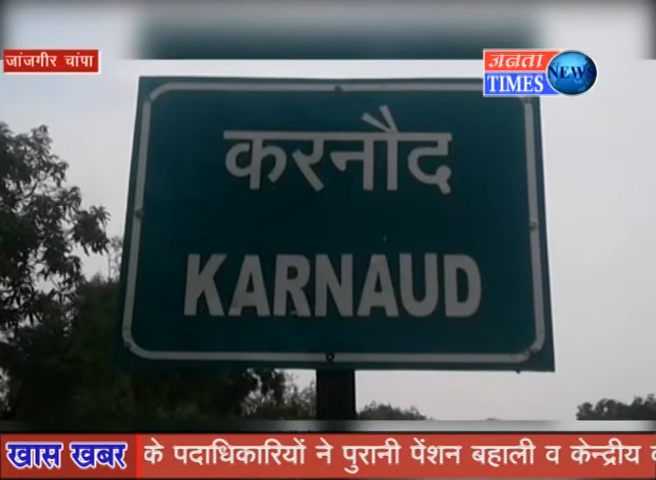 जांजगीर चांपा
जनता
TIMES NEWS
करनौद
KARNAUD
खास खबर के पदाधिकारियों ने पुरानी पेंशन बहाली व केन्द्रीय